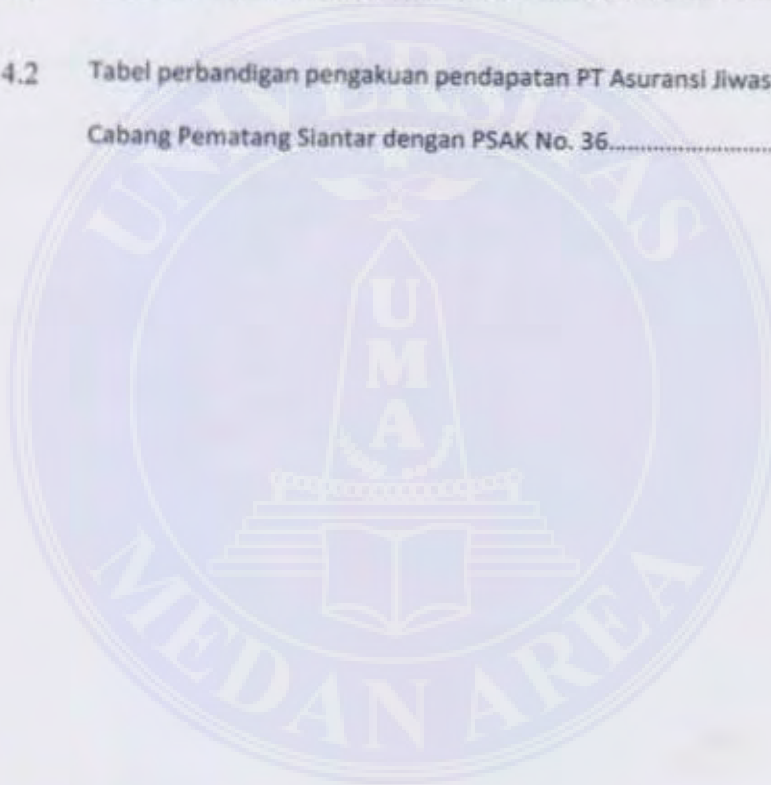 4.2 Tabel perbandigan pengakuan pendapatan PT Asuransi Jiwas
Cabang Pematang Siantar dengan PSAK No. 36...........................
UNIVERSITAS
UMA
MEDAN AREA